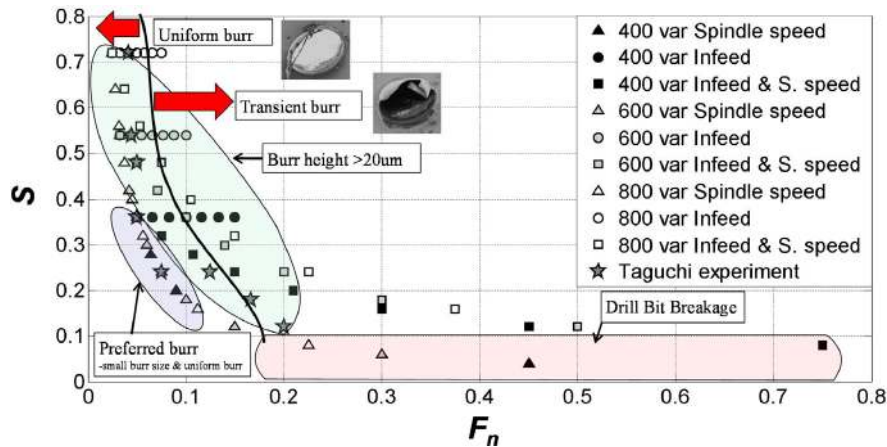 0.8
0.7
0.6
0.5
0.4
0.3
0.2
0.1
0
S
0
0.1
0.2
0.3
0.4
0.5
0.6
0.7
0.8
F_n
Uniform burr
Transient burr
Burr height >20um
Preferred burr
-small burr size & uniform burr
Drill Bit Breakage
400 var Spindle speed
400 var Infeed
400 var Infeed & S. speed
600 var Spindle speed
600 var Infeed
600 var Infeed & S. speed
800 var Spindle speed
800 var Infeed
800 var Infeed & S. speed
Taguchi experiment